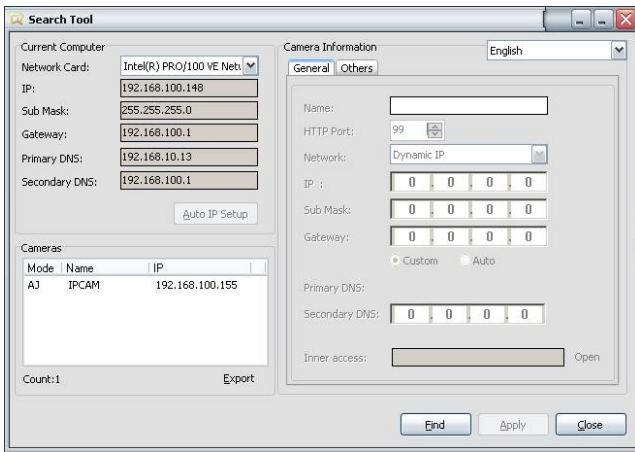 Search Tool
Current Computer
Network Card: Intel(R) PRO/100 VE Netw
IP: 192.168.100.148
Sub Mask: 255.255.255.0
Gateway: 192.168.100.1
Primary DNS: 192.168.10.13
Secondary DNS: 192.168.100.1
Auto IP Setup
Cameras
Mode Name IP
AJ IPCAM 192.168.100.155
Count:1 Export
Camera Information
English
General Others
Name:
HTTP Port: 99
Network: Dynamic IP
IP : 0 . 0 . 0 . 0
Sub Mask: 0 . 0 . 0 . 0
Gateway: 0 . 0 . 0 . 0
Custom Auto
Primary DNS:
Secondary DNS: 0 . 0 . 0 . 0
Inner access: Open
Find Apply Close